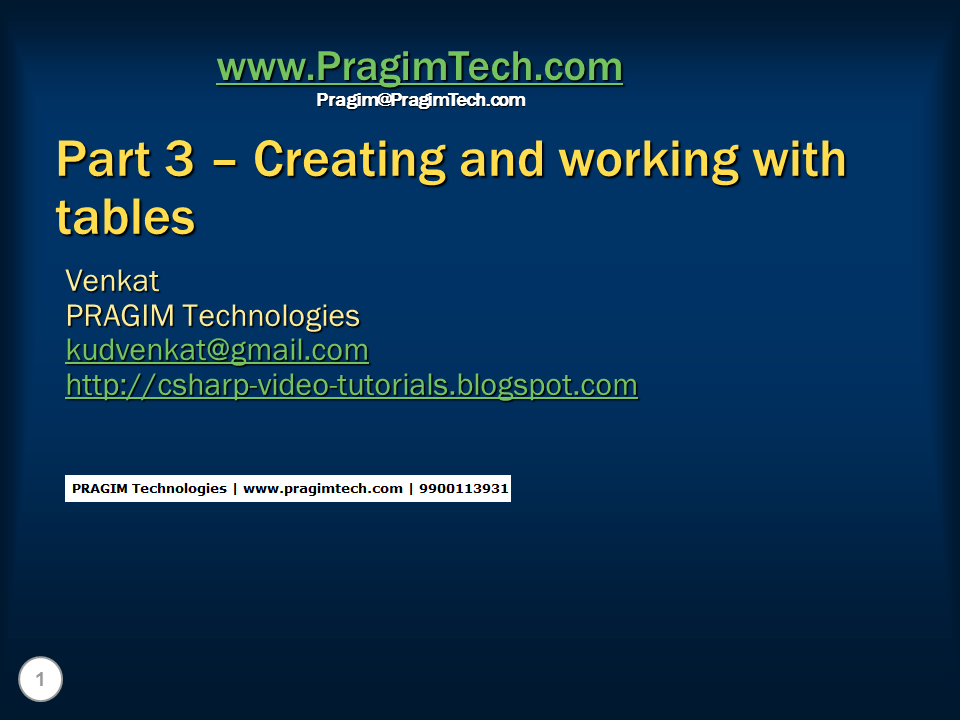 www.PragimTech.com
Pragim@PragimTech.com
Part 3 – Creating and working with
tables
Venkat
PRAGIM Technologies
kudvenkat@gmail.com
http://csharp-video-tutorials.blogspot.com
PRAGIM Technologies | www.pragimtech.com | 9900113931
1